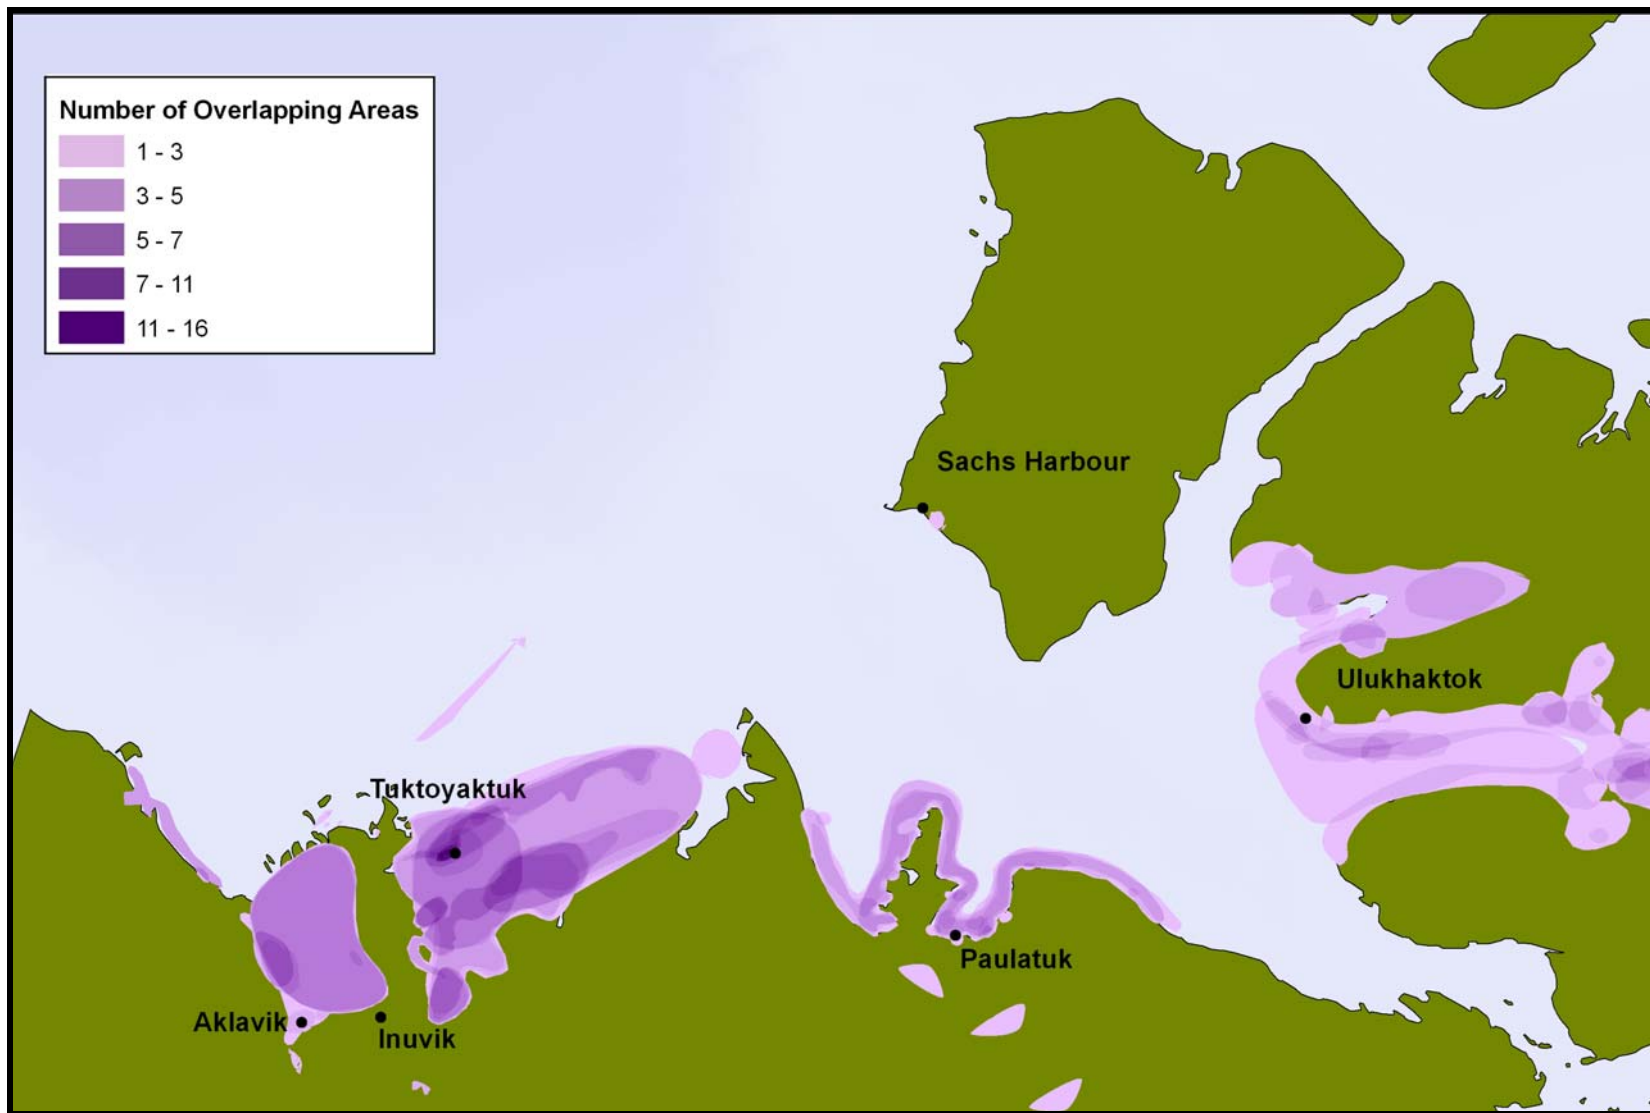 Number of Overlapping Areas
1 - 3
3 - 5
5 - 7
7 - 11
11 - 16
Sachs Harbour
Ulukhaktok
Tuktoyaktuk
Paulatuk
Aklavik
Inuvik